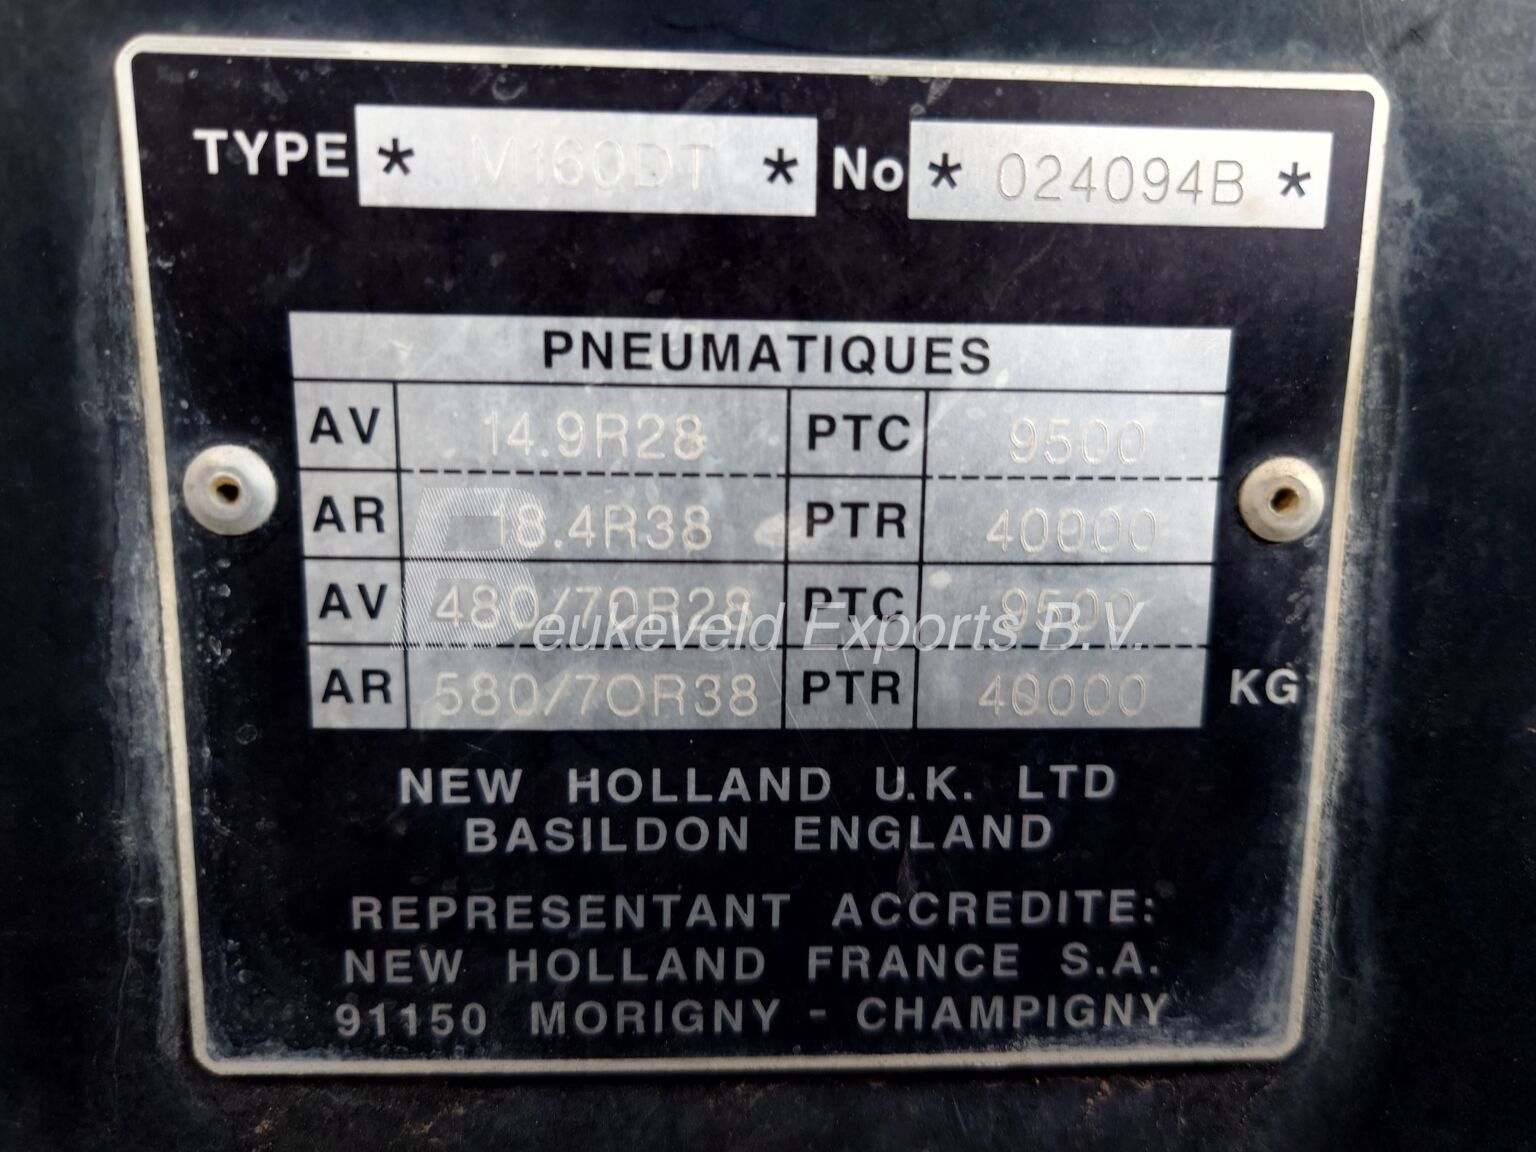 TYPE * M160DT * No * 024094B *
PNEUMATIQUES
AV 14.9R28 PTC 9500
AR 18.4R38 PTR 40000
AV 480/70R28 PTC 9500
Beukeveld Exports B.V.
AR 580/70R38 PTR 40000 KG
NEW HOLLAND U.K. LTD
BASILDON ENGLAND
REPRESENTANT ACCREDITE:
NEW HOLLAND FRANCE S.A.
91150 MORIGNY - CHAMPIGNY